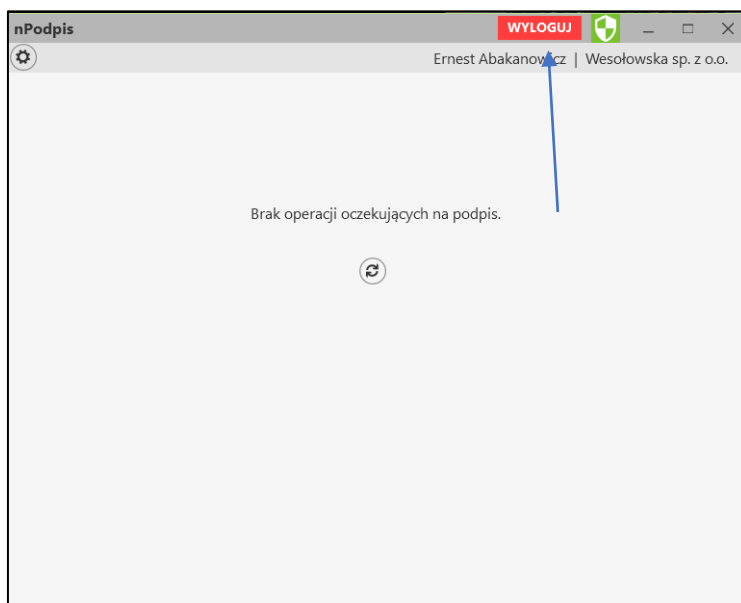 nPodpis WYLOGUJ
Ernest Abakanowicz | Wesołowska sp. z o.o.
Brak operacji oczekujących na podpis.